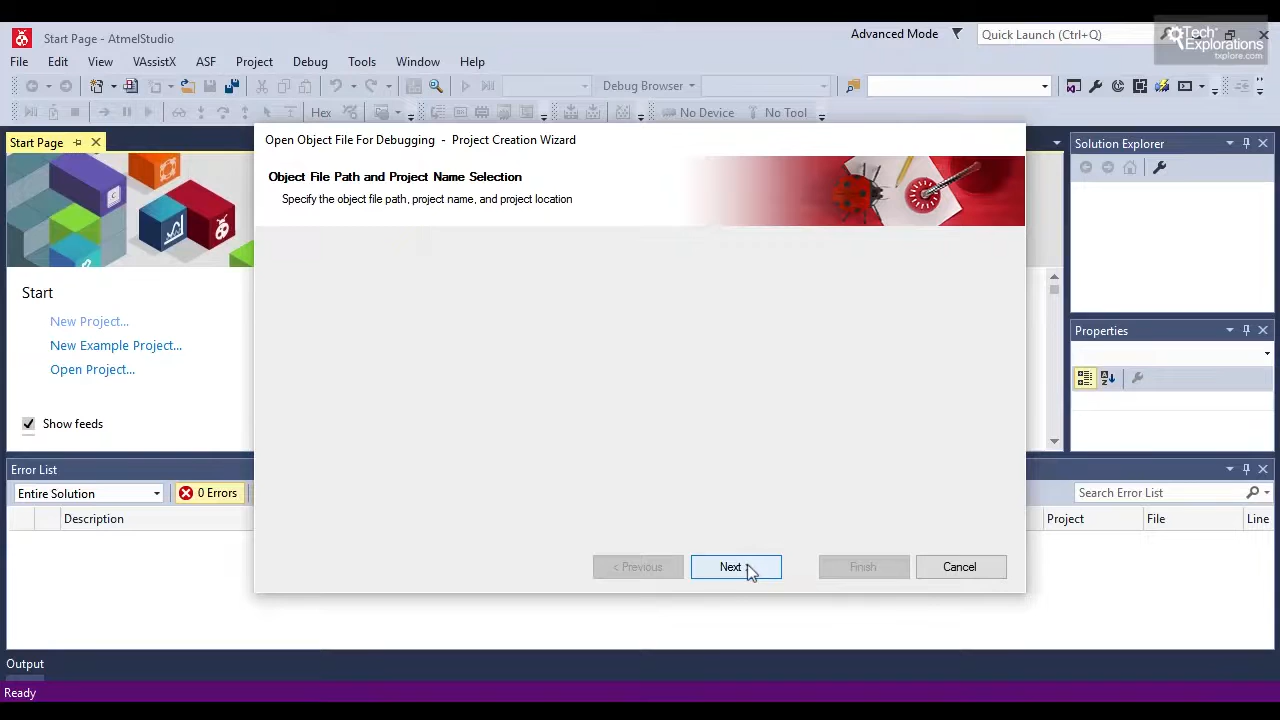 Start Page - AtmelStudio
Advanced Mode
Quick Launch (Ctrl+Q)
Tech Explorations
txplore.com
File Edit View VAssistX ASF Project Debug Tools Window Help
Debug Browser
Hex
No Device
No Tool
Start Page
Open Object File For Debugging - Project Creation Wizard
Object File Path and Project Name Selection
Specify the object file path, project name, and project location
Solution Explorer
Start
New Project...
New Example Project...
Open Project...
Show feeds
Properties
Error List
Entire Solution
0 Errors
Search Error List
Description
Project
File
Line
< Previous
Next >
Finish
Cancel
Output
Ready